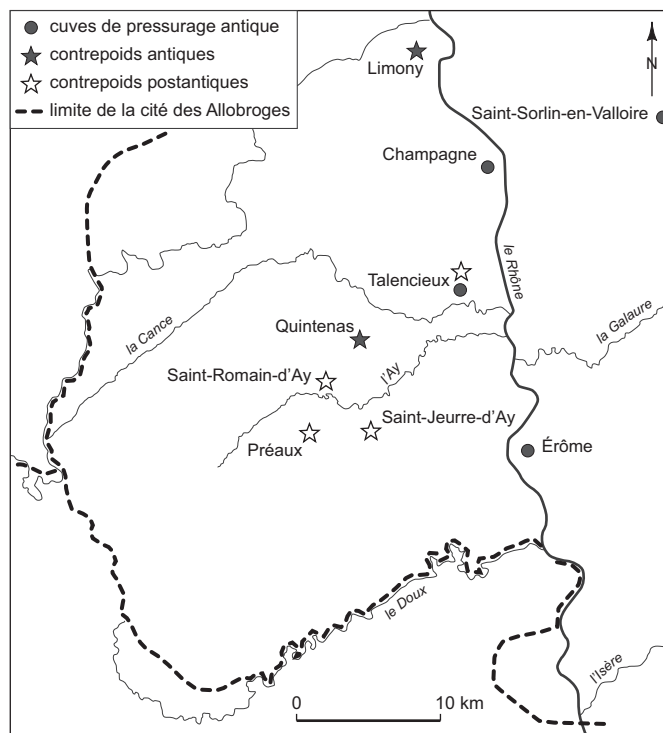 cuves de pressurage antique
contrepoids antiques
contrepoids postantiques
limite de la cité des Allobroges
N
Limony
Saint-Sorlin-en-Valloire
Champagne
le Rhône
Talencieux
la Cance
Quintenas
la Galaure
Saint-Romain-d'Ay
l'Ay
Saint-Jeurre-d'Ay
Préaux
Érôme
le Doux
l'Isère
0 10 km